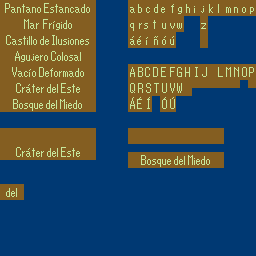 Pantano Estancado
Mar Frígido
Castillo de Ilusiones
Agujero Colosal
Vacío Deformado
Cráter del Este
Bosque del Miedo
a b c d e f g h i j k l m n o p
q r s t u v w z
á é í ñ ó ú
A B C D E F G H I J L M N O P
Q R S T U V W
Á É Í Ó Ú
Cráter del Este
Bosque del Miedo
del